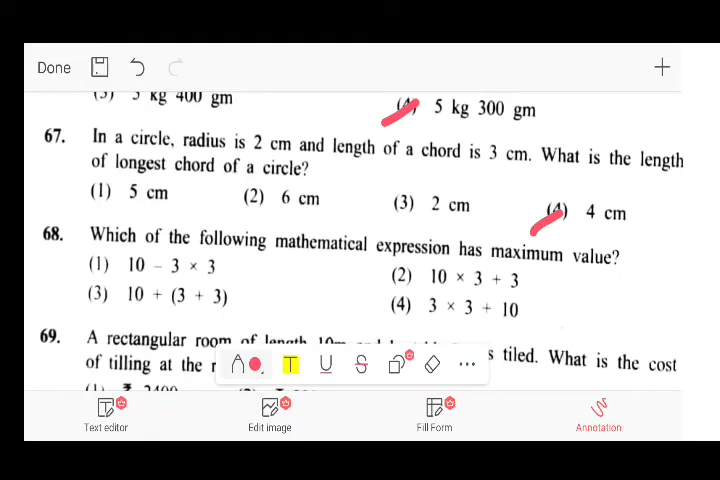 Done
(3) 5 kg 400 gm
(4) 5 kg 300 gm
67. In a circle, radius is 2 cm and length of a chord is 3 cm. What is the length
of longest chord of a circle?
(1) 5 cm (2) 6 cm (3) 2 cm (4) 4 cm
68. Which of the following mathematical expression has maximum value?
(1) 10 - 3 × 3 (2) 10 × 3 + 3
(3) 10 + (3 + 3) (4) 3 × 3 + 10
69. A rectangular room of length 10m and s tiled. What is the cost
of tilling at the
A T U S
Text editor Edit image Fill Form Annotation